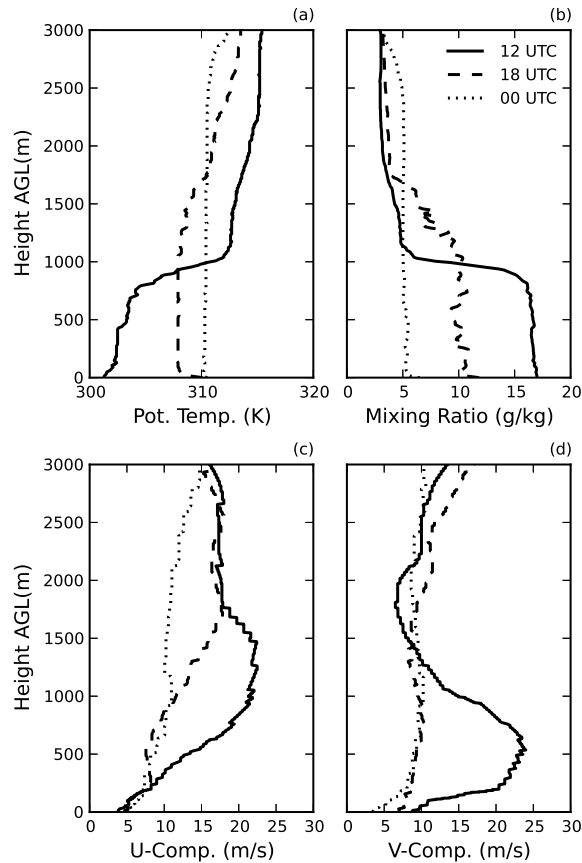 (a)
(b)
3000
2500
2000
1500
1000
500
0
Height AGL(m)
12 UTC
18 UTC
00 UTC
300
310
320
0
5
10
15
20
Pot. Temp. (K)
Mixing Ratio (g/kg)
(c)
(d)
3000
2500
2000
1500
1000
500
0
Height AGL(m)
0
5
10
15
20
25
30
0
5
10
15
20
25
30
U-Comp. (m/s)
V-Comp. (m/s)